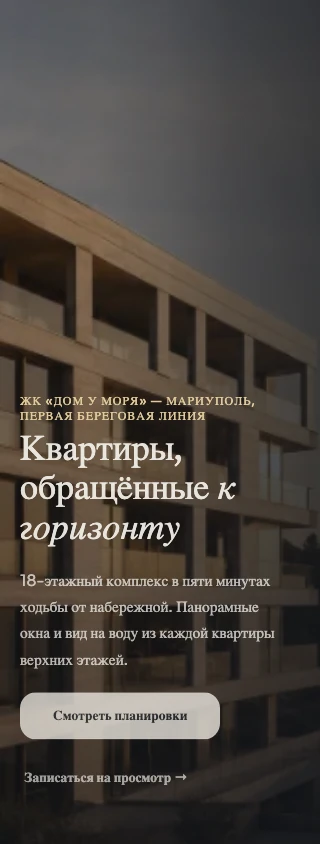 ЖК «ДОМ У МОРЯ» — МАРИУПОЛЬ,
ПЕРВАЯ БЕРЕГОВАЯ ЛИНИЯ
Квартиры,
обращённые к
горизонту
18-этажный комплекс в пяти минутах
ходьбы от набережной. Панорамные
окна и вид на воду из каждой квартиры
верхних этажей.
Смотреть планировки
Записаться на просмотр →